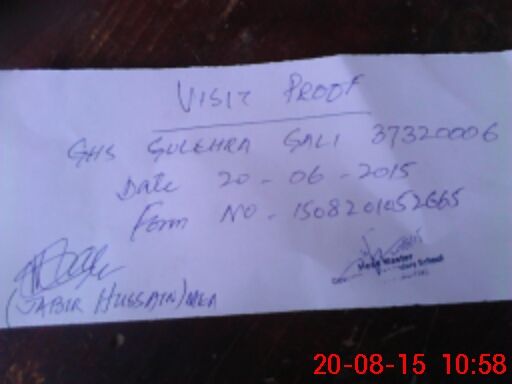 VISIT PROOF
GHS GULEHRA GALI 37320006
Date 20-06-2015
Form NO. 1508201052665
(JABIR HUSSAIN) MEA
Head Master
School
20-08-15 10:58